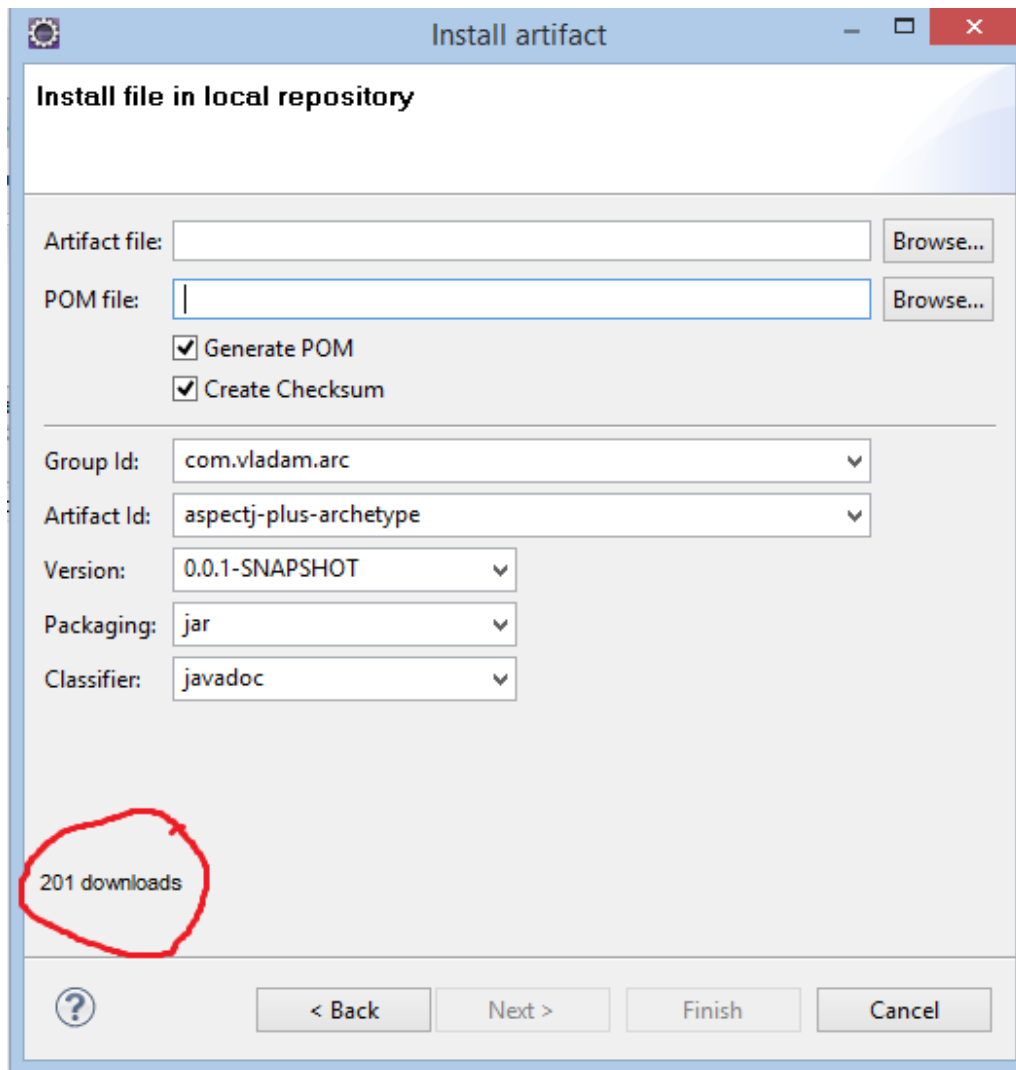 Install artifact
Install file in local repository
Artifact file:
Browse...
POM file:
Browse...
Generate POM
Create Checksum
Group Id: com.vladam.arc
Artifact Id: aspectj-plus-archetype
Version: 0.0.1-SNAPSHOT
Packaging: jar
Classifier: javadoc
201 downloads
? < Back Next > Finish Cancel